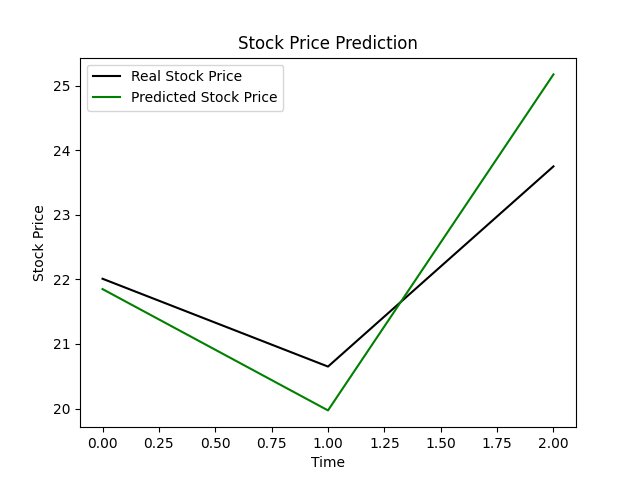 Stock Price Prediction
Real Stock Price
Predicted Stock Price
Stock Price
25
24
23
22
21
20
0.00 0.25 0.50 0.75 1.00 1.25 1.50 1.75 2.00
Time